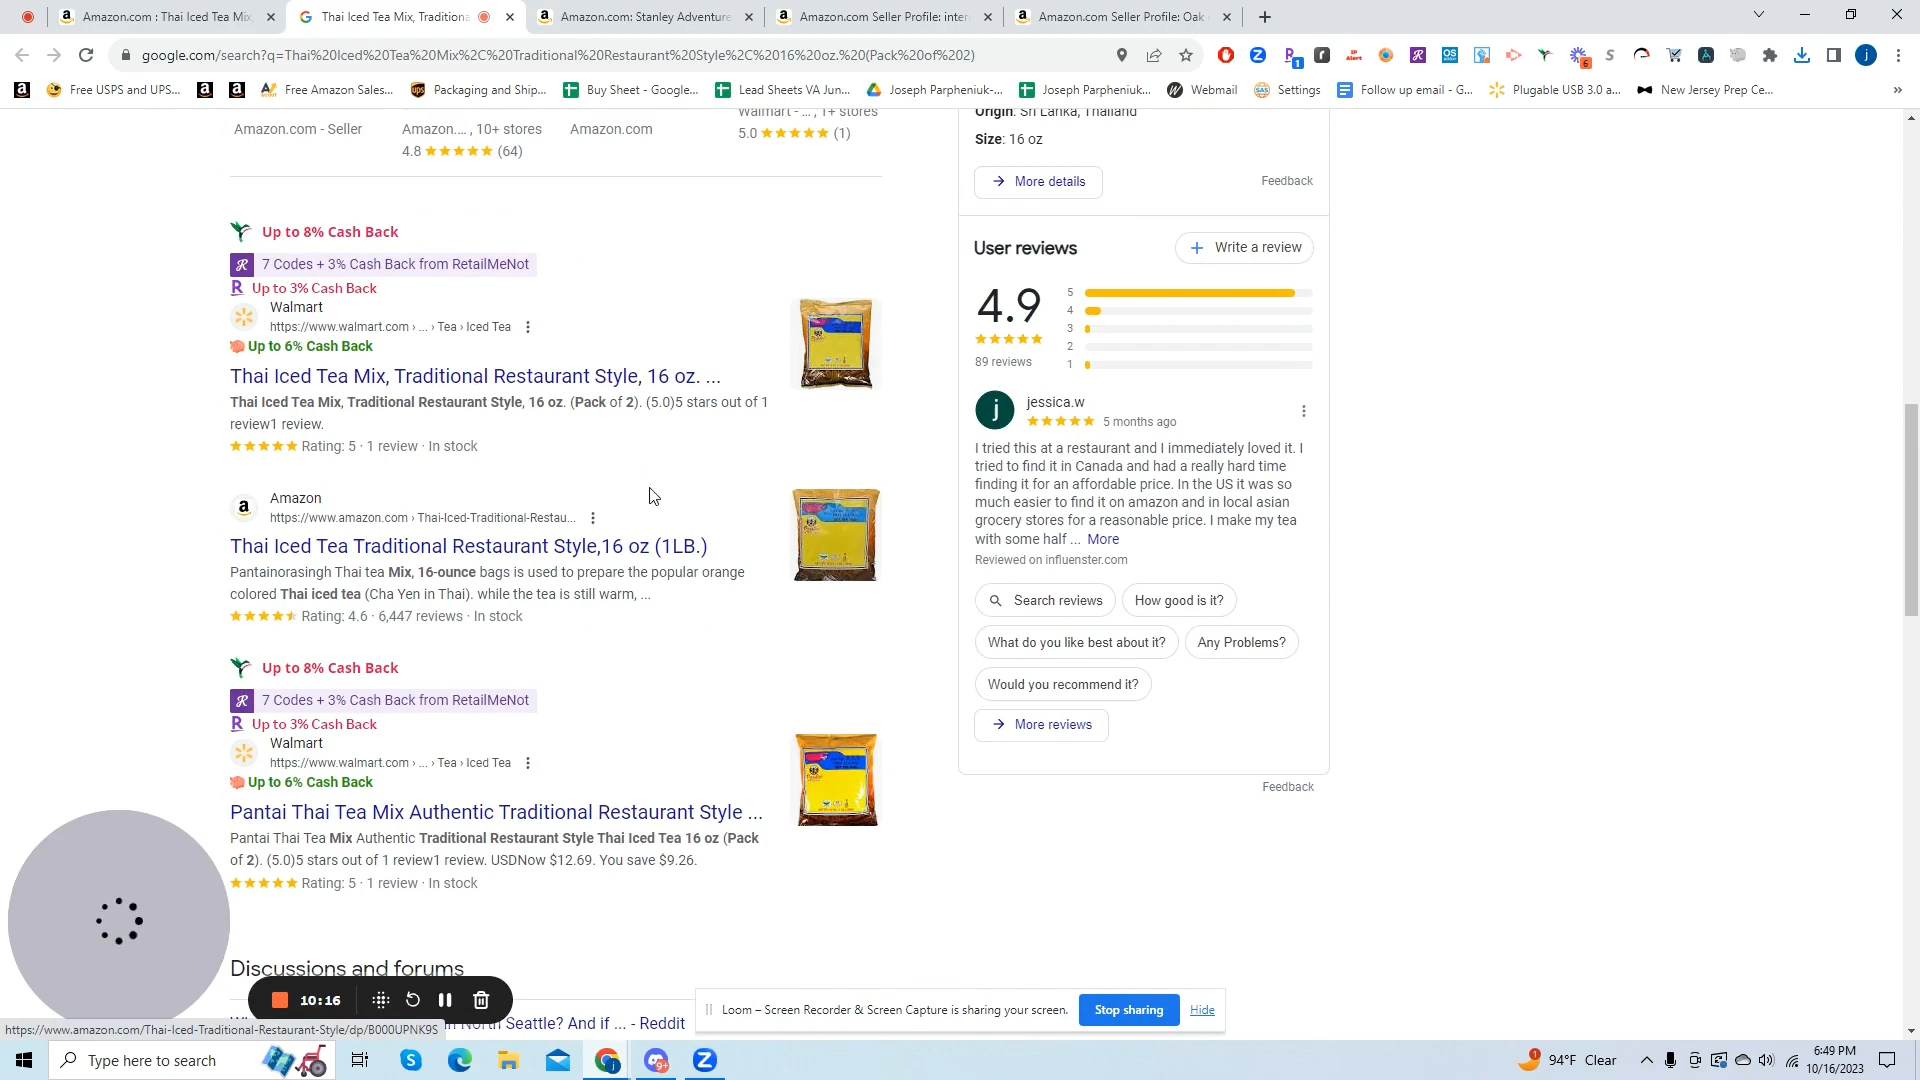 Amazon.com : Thai Iced Tea Mix
Thai Iced Tea Mix, Traditiona
Amazon.com: Stanley Adventure
Amazon.com Seller Profile: inter
Amazon.com Seller Profile: Oak
google.com/search?q=Thai%20Iced%20Tea%20Mix%2C%20Traditional%20Restaurant%20Style%2C%2016%20oz.%20(Pack%20of%202)
Free USPS and UPS...
Free Amazon Sales...
Packaging and Ship...
Buy Sheet - Google...
Lead Sheets VA Jun...
Joseph Parpheniuk-...
Joseph Parpheniuk...
Webmail
Settings
Follow up email - G...
Plugable USB 3.0 a...
New Jersey Prep Ce...
Amazon.com - Seller
Amazon.... , 10+ stores
4.8 (64)
Amazon.com
Walmart - ... , 1+ stores
5.0 (1)
Origin: Sri Lanka, Thailand
Size: 16 oz
More details
Feedback
Up to 8% Cash Back
7 Codes + 3% Cash Back from RetailMeNot
Up to 3% Cash Back
Walmart
https://www.walmart.com › ... › Tea › Iced Tea
Up to 6% Cash Back
Thai Iced Tea Mix, Traditional Restaurant Style, 16 oz. ...
Thai Iced Tea Mix, Traditional Restaurant Style, 16 oz. (Pack of 2). (5.0)5 stars out of 1
review1 review.
Rating: 5 · 1 review · In stock
Amazon
https://www.amazon.com › Thai-Iced-Traditional-Restau...
Thai Iced Tea Traditional Restaurant Style,16 oz (1LB.)
Pantainorasingh Thai tea Mix, 16-ounce bags is used to prepare the popular orange
colored Thai iced tea (Cha Yen in Thai). while the tea is still warm, ...
Rating: 4.6 · 6,447 reviews · In stock
Up to 8% Cash Back
7 Codes + 3% Cash Back from RetailMeNot
Up to 3% Cash Back
Walmart
https://www.walmart.com › ... › Tea › Iced Tea
Up to 6% Cash Back
Pantai Thai Tea Mix Authentic Traditional Restaurant Style ...
Pantai Thai Tea Mix Authentic Traditional Restaurant Style Thai Iced Tea 16 oz (Pack
of 2). (5.0)5 stars out of 1 review1 review. USDNow $12.69. You save $9.26.
Rating: 5 · 1 review · In stock
Discussions and forums
n North Seattle? And if ... - Reddit
User reviews
Write a review
4.9
89 reviews
5
4
3
2
1
j
jessica.w
5 months ago
I tried this at a restaurant and I immediately loved it. I
tried to find it in Canada and had a really hard time
finding it for an affordable price. In the US it was so
much easier to find it on amazon and in local asian
grocery stores for a reasonable price. I make my tea
with some half ... More
Reviewed on influenster.com
Search reviews
How good is it?
What do you like best about it?
Any Problems?
Would you recommend it?
More reviews
Feedback
10:16
Loom – Screen Recorder & Screen Capture is sharing your screen.
Stop sharing
Hide
https://www.amazon.com/Thai-Iced-Traditional-Restaurant-Style/dp/B000UPNK9S
Type here to search
94°F Clear
6:49 PM
10/16/2023